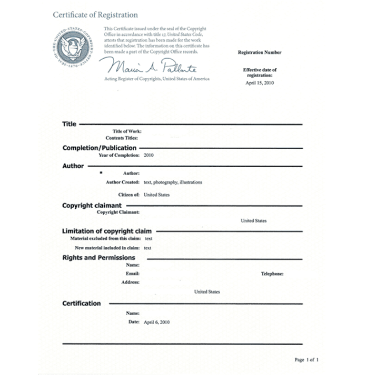 Certificate of Registration
This Certificate issued under the seal of the Copyright
Office in accordance with title 17, United States Code,
attests that registration has been made for the work
identified below. The information on this certificate has
been made a part of the Copyright Office records.
Maria A. Pallante
Acting Register of Copyrights, United States of America
Registration Number
Effective date of
registration:
April 15, 2010
Title
Title of Work:
Contents Titles:
Completion/Publication
Year of Completion: 2010
Author
* Author:
Author Created: text, photography, illustrations
Citizen of: United States
Copyright claimant
Copyright Claimant:
United States
Limitation of copyright claim
Material excluded from this claim: text
New material included in claim: text
Rights and Permissions
Name:
Email: Telephone:
Address:
United States
Certification
Name:
Date: April 6, 2010
Page 1 of 1